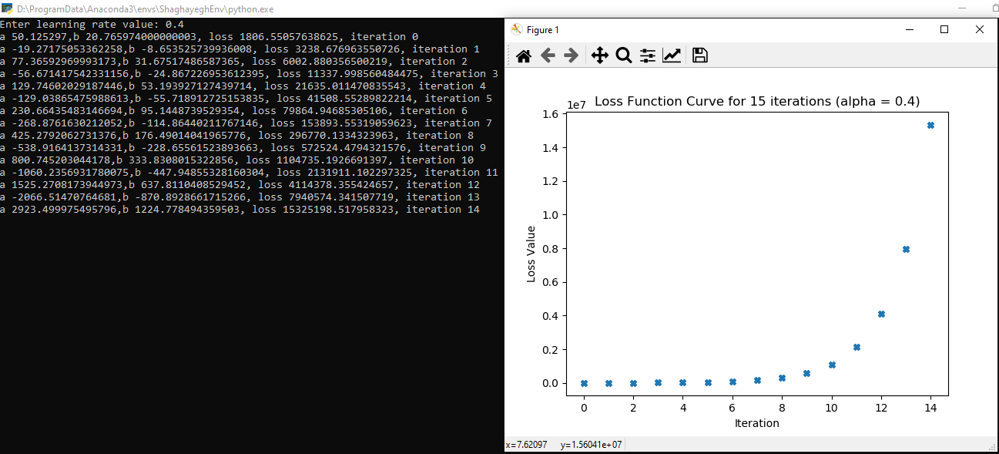 D:\ProgramData\Anaconda3\envs\ShaghayeghEnv\python.exe
Enter learning rate value: 0.4
a 50.125297,b 20.765974000000003, loss 1806.55057638625, iteration 0
a -19.27175053362258,b -8.653525739936008, loss 3238.676963550726, iteration 1
a 77.36592969993173,b 31.67517486587365, loss 6002.880356500219, iteration 2
a -56.671417542331156,b -24.867226953612395, loss 11337.998560484475, iteration 3
a 129.74602029187446,b 53.193927127439714, loss 21635.011470835543, iteration 4
a -129.03865475988613,b -55.718912725153835, loss 41508.55289822214, iteration 5
a 230.66435483146694,b 95.1448739529354, loss 79864.94685305106, iteration 6
a -268.8761630212052,b -114.86440211767146, loss 153893.55319059623, iteration 7
a 425.2792062731376,b 176.49014041965776, loss 296770.1334323963, iteration 8
a -538.9164137314331,b -228.65561523893663, loss 572524.4794321576, iteration 9
a 800.745203044178,b 333.8308015322856, loss 1104735.1926691397, iteration 10
a -1060.2356931780075,b -447.94855328160304, loss 2131911.102297325, iteration 11
a 1525.2708173944973,b 637.8110408529452, loss 4114378.355424657, iteration 12
a -2066.51470764681,b -870.8928661715266, loss 7940574.341507719, iteration 13
a 2923.499975495796,b 1224.778494359503, loss 15325198.517958323, iteration 14
Figure 1
Loss Function Curve for 15 iterations (alpha = 0.4)
1e7
1.6
1.4
1.2
1.0
0.8
0.6
0.4
0.2
0.0
Loss Value
0 2 4 6 8 10 12 14
Iteration
x=7.62097 y=1.56041e+07